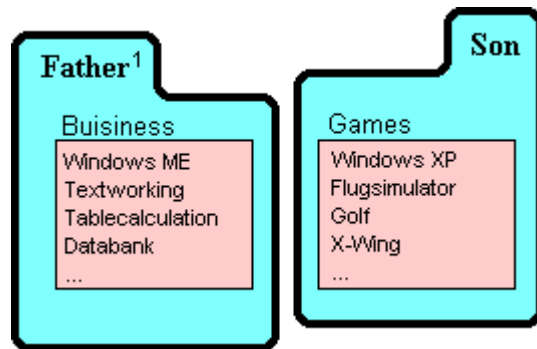 Father¹
Buisiness
Windows ME
Textworking
Tablecalculation
Databank
...
Son
Games
Windows XP
Flugsimulator
Golf
X-Wing
...